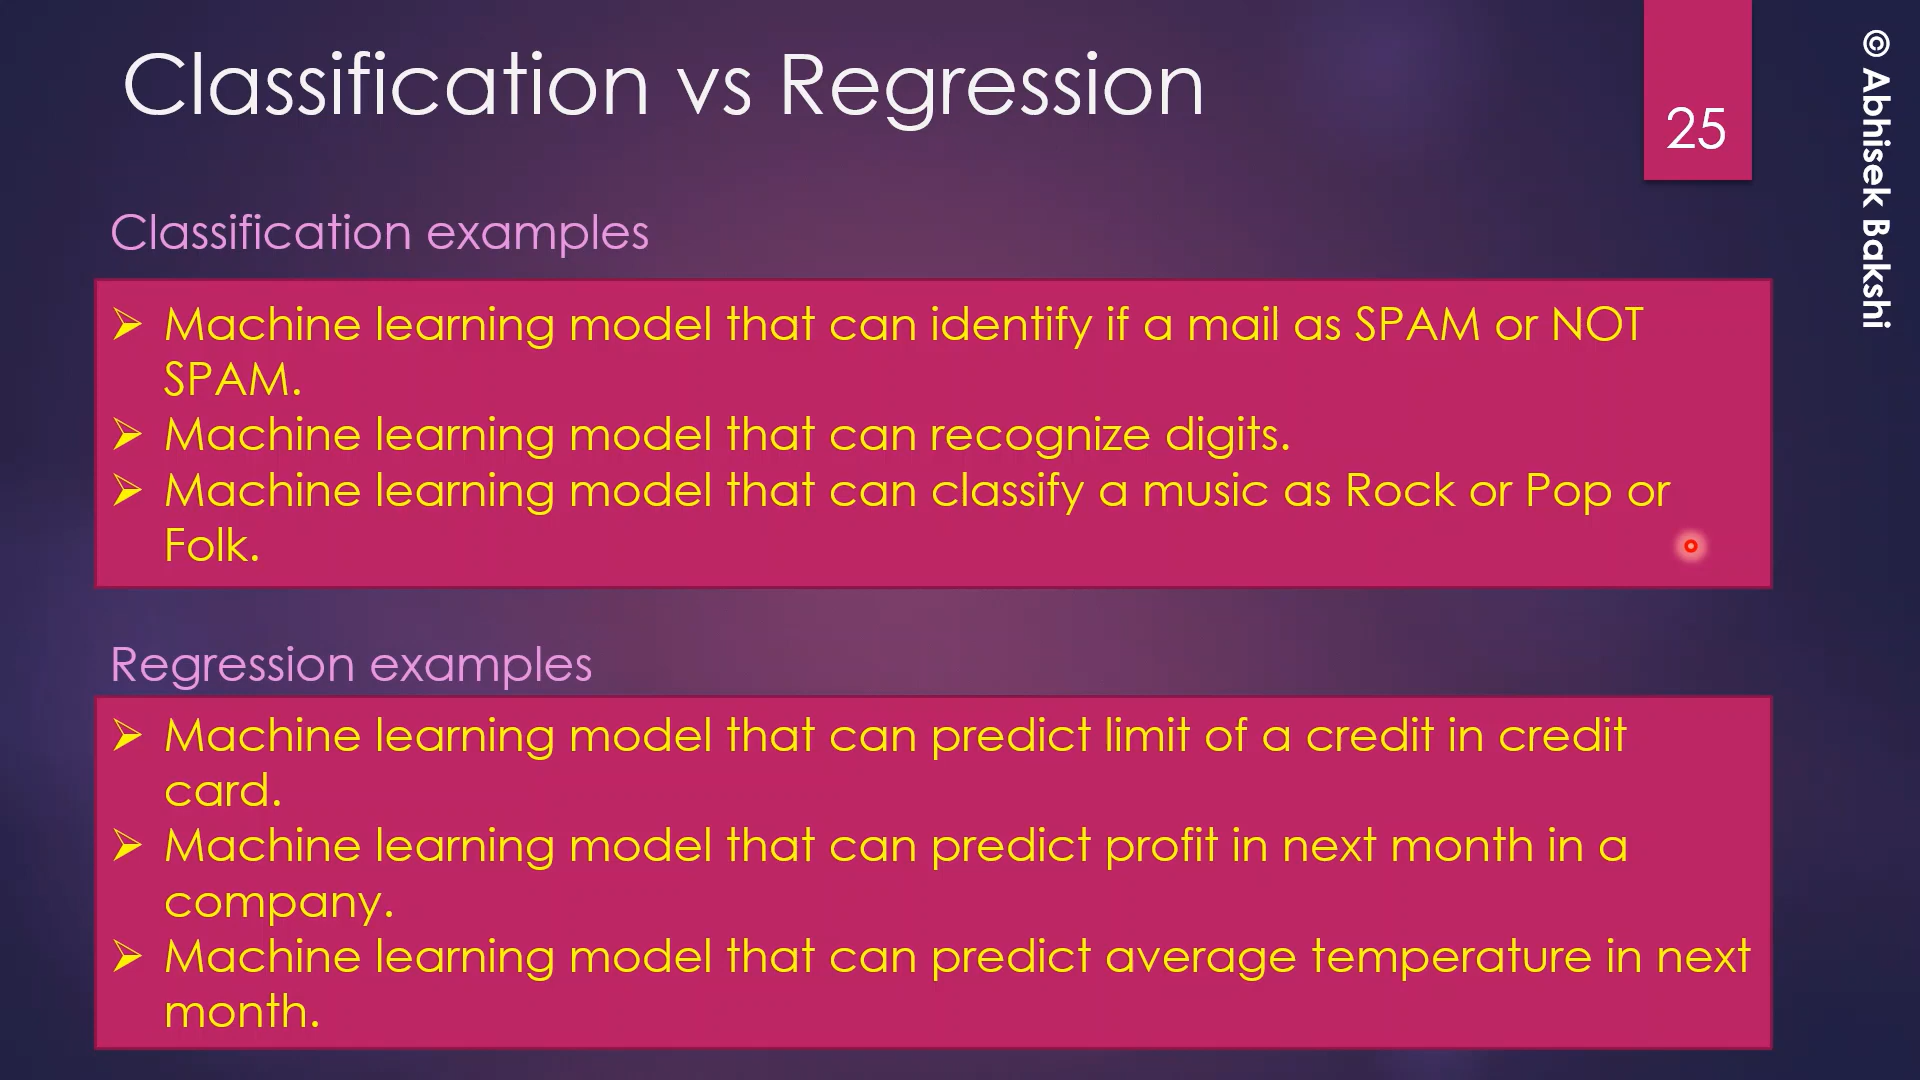 Classification vs Regression
25
© Abhisek Bakshi
Classification examples
➢ Machine learning model that can identify if a mail as SPAM or NOT
SPAM.
➢ Machine learning model that can recognize digits.
➢ Machine learning model that can classify a music as Rock or Pop or
Folk.
Regression examples
➢ Machine learning model that can predict limit of a credit in credit
card.
➢ Machine learning model that can predict profit in next month in a
company.
➢ Machine learning model that can predict average temperature in next
month.